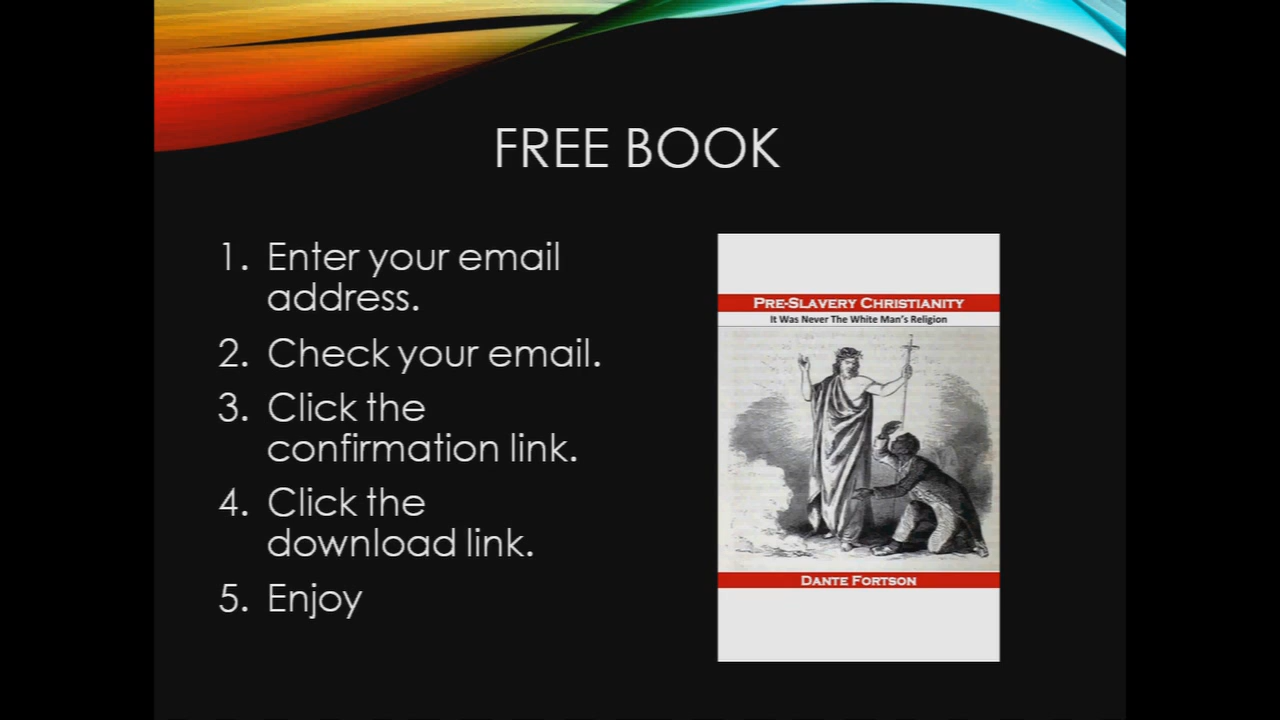 FREE BOOK
1. Enter your email
address.
2. Check your email.
3. Click the
confirmation link.
4. Click the
download link.
5. Enjoy
PRE-SLAVERY CHRISTIANITY
It Was Never The White Man's Religion
DANTE FORTSON